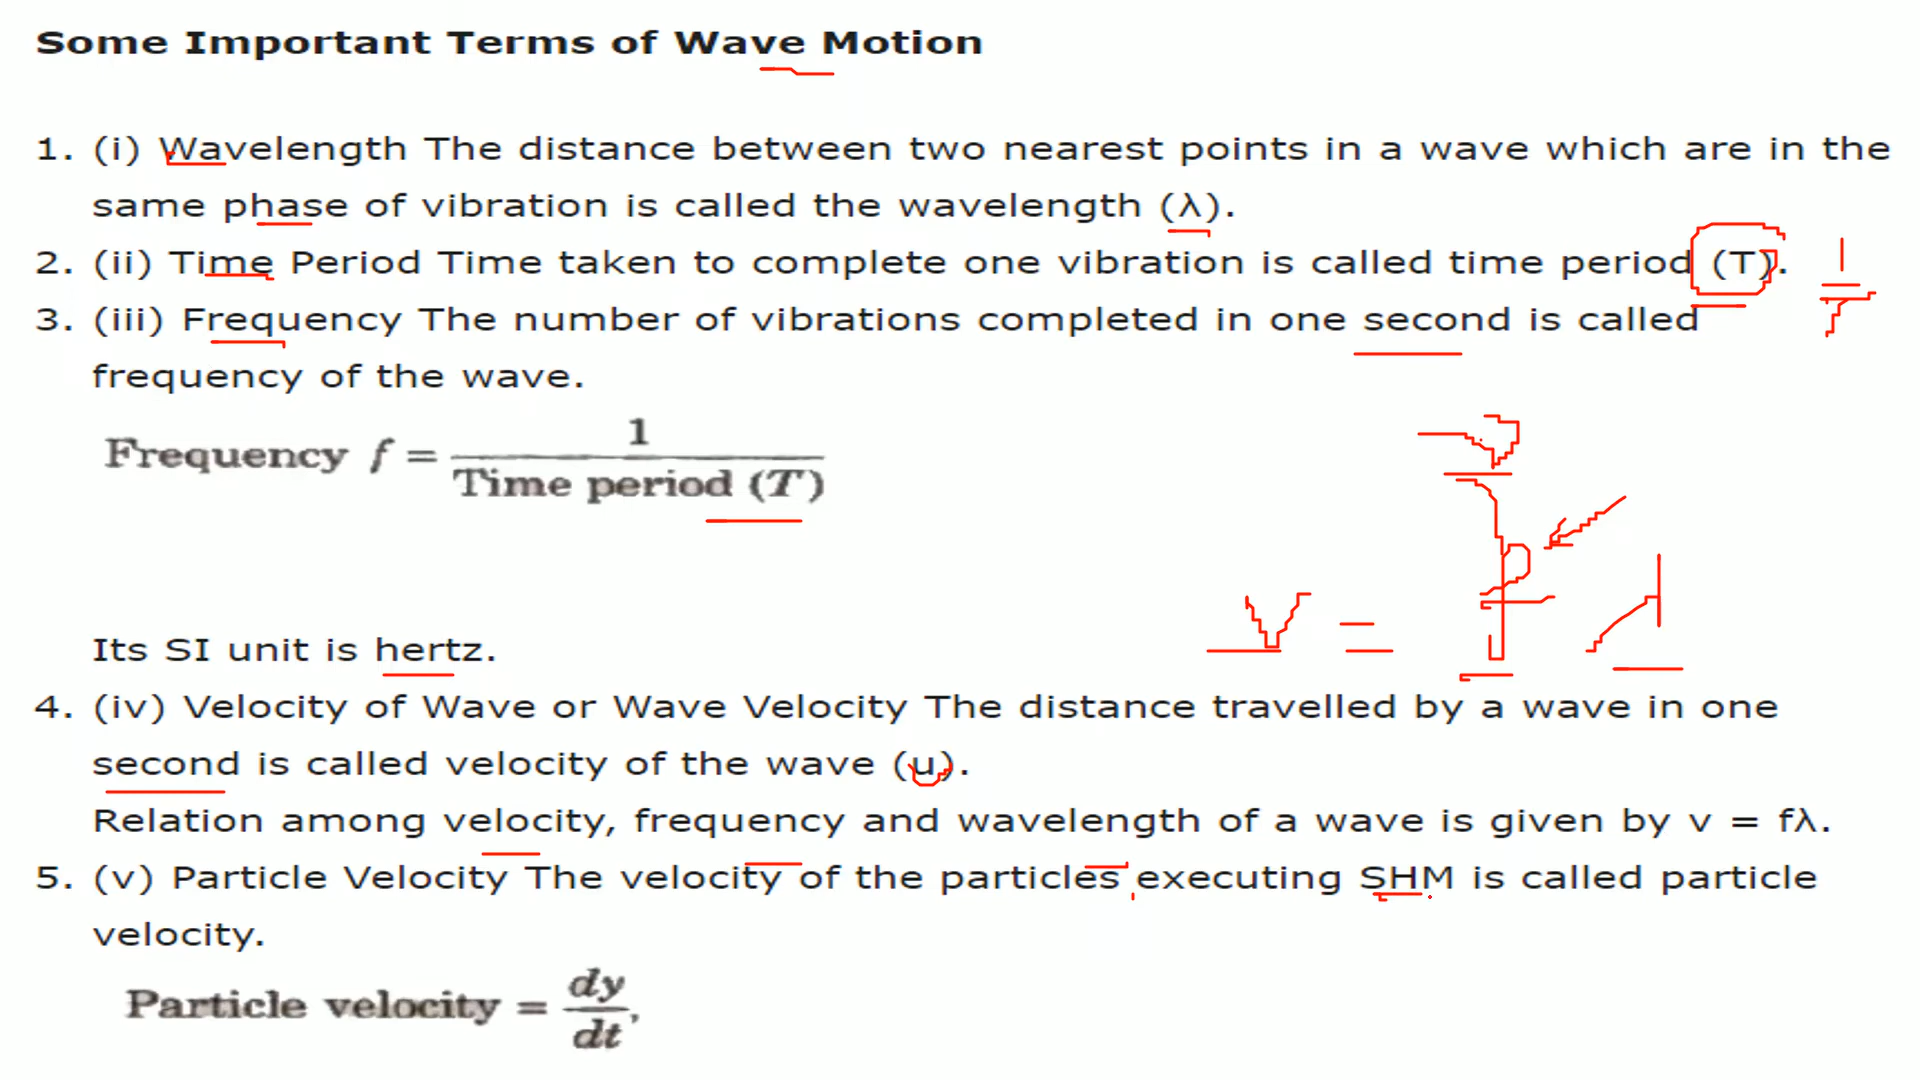 Some Important Terms of Wave Motion
1. (i) Wavelength The distance between two nearest points in a wave which are in the
same phase of vibration is called the wavelength (λ).
2. (ii) Time Period Time taken to complete one vibration is called time period (T).
1
T
3. (iii) Frequency The number of vibrations completed in one second is called
frequency of the wave.
Frequency f = 1 / Time period (T)
v = f λ
Its SI unit is hertz.
4. (iv) Velocity of Wave or Wave Velocity The distance travelled by a wave in one
second is called velocity of the wave (u).
Relation among velocity, frequency and wavelength of a wave is given by v = fλ.
5. (v) Particle Velocity The velocity of the particles executing SHM is called particle
velocity.
Particle velocity = dy / dt,